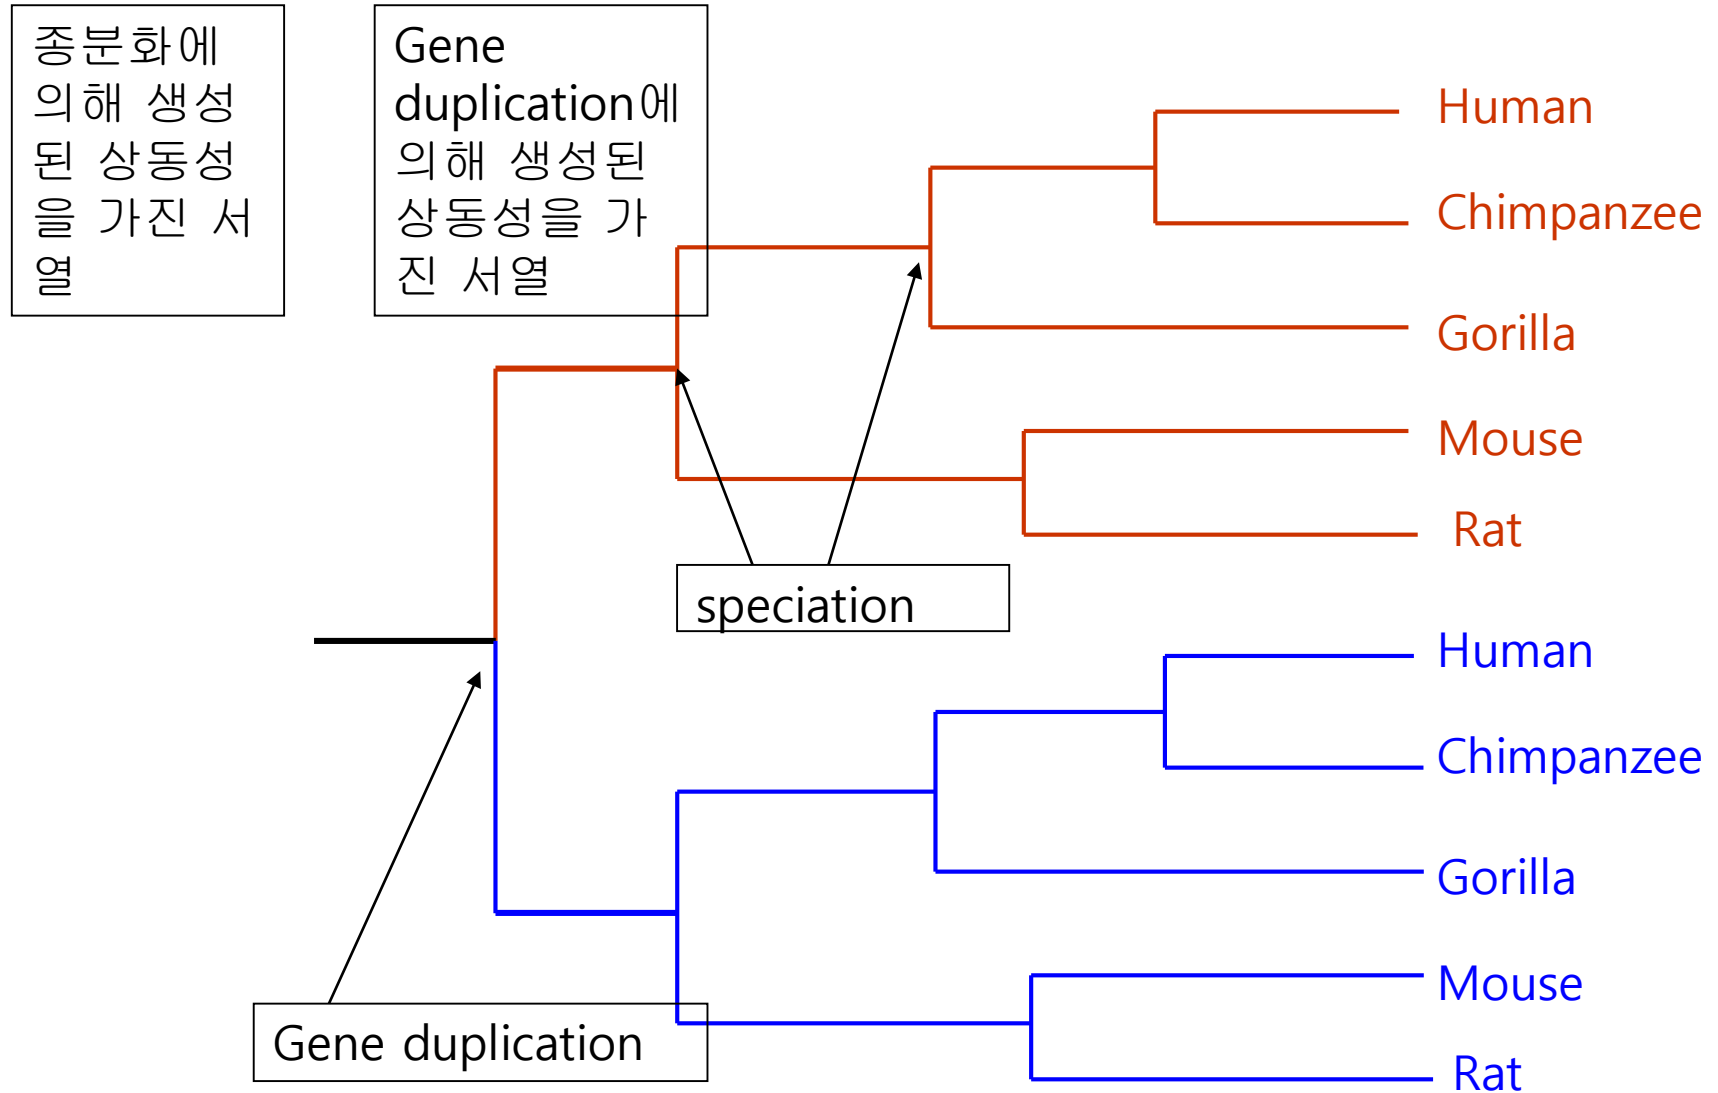 종분화에
의해 생성
된 상동성
을 가진 서
열
Gene
duplication에
의해 생성된
상동성을 가
진 서열
Human
Chimpanzee
Gorilla
Mouse
Rat
speciation
Human
Chimpanzee
Gorilla
Mouse
Rat
Gene duplication